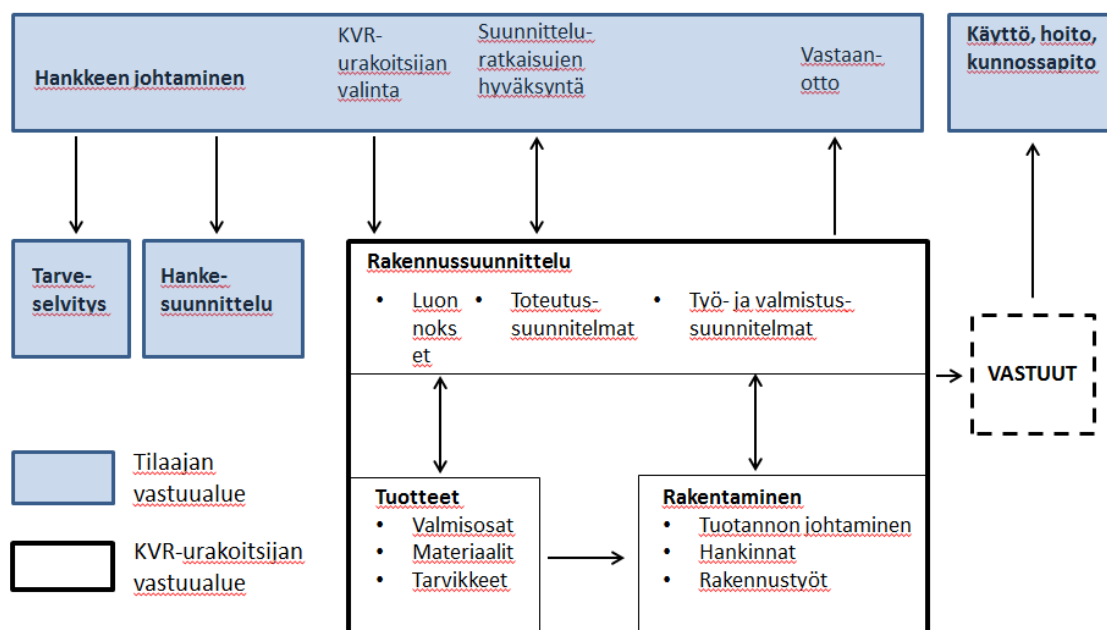 Hankkeen johtaminen
KVR-
urakoitsijan
valinta
Suunnittelu-
ratkaisujen
hyväksyntä
Vastaan-
otto
Käyttö, hoito,
kunnossapito
Tarve-
selvitys
Hanke-
suunnittelu
Rakennussuunnittelu
• Luon
noks
et
• Toteutus-
suunnitelmat
• Työ- ja valmistus-
suunnitelmat
VASTUUT
Tilaajan
vastuualue
KVR-urakoitsijan
vastuualue
Tuotteet
• Valmisosat
• Materiaalit
• Tarvikkeet
Rakentaminen
• Tuotannon johtaminen
• Hankinnat
• Rakennustyöt